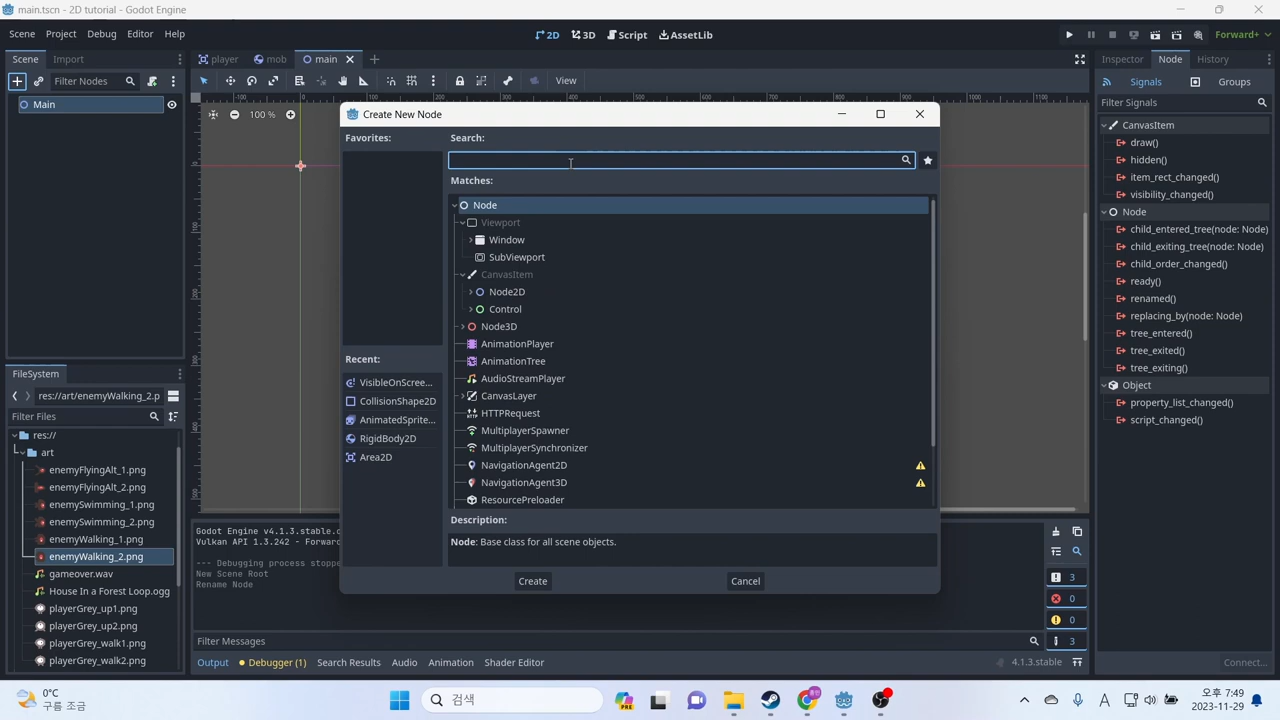 main.tscn - 2D tutorial - Godot Engine
Scene Project Debug Editor Help
2D 3D Script AssetLib
Forward+
Scene Import
player mob main
Inspector Node History
Filter Nodes
View
Signals Groups
Main
100 %
Filter Signals
Create New Node
Favorites:
Search:
Matches:
Node
Viewport
Window
SubViewport
CanvasItem
Node2D
Control
Node3D
AnimationPlayer
AnimationTree
AudioStreamPlayer
CanvasLayer
HTTPRequest
MultiplayerSpawner
MultiplayerSynchronizer
NavigationAgent2D
NavigationAgent3D
ResourcePreloader
Recent:
VisibleOnScree...
CollisionShape2D
AnimatedSprite...
RigidBody2D
Area2D
Description:
Node: Base class for all scene objects.
Create Cancel
CanvasItem
draw()
hidden()
item_rect_changed()
visibility_changed()
Node
child_entered_tree(node: Node)
child_exiting_tree(node: Node)
child_order_changed()
ready()
renamed()
replacing_by(node: Node)
tree_entered()
tree_exited()
tree_exiting()
Object
property_list_changed()
script_changed()
Connect...
FileSystem
res://art/enemyWalking_2.p
Filter Files
res://
art
enemyFlyingAlt_1.png
enemyFlyingAlt_2.png
enemySwimming_1.png
enemySwimming_2.png
enemyWalking_1.png
enemyWalking_2.png
gameover.wav
House In a Forest Loop.ogg
playerGrey_up1.png
playerGrey_up2.png
playerGrey_walk1.png
playerGrey_walk2.png
Godot Engine v4.1.3.stable.o
Vulkan API 1.3.242 - Forward
--- Debugging process stoppe
New Scene Root
Rename Node
3
0
0
3
Filter Messages
Output Debugger (1) Search Results Audio Animation Shader Editor
4.1.3.stable
0°C
구름 조금
검색
A
오후 7:49
2023-11-29